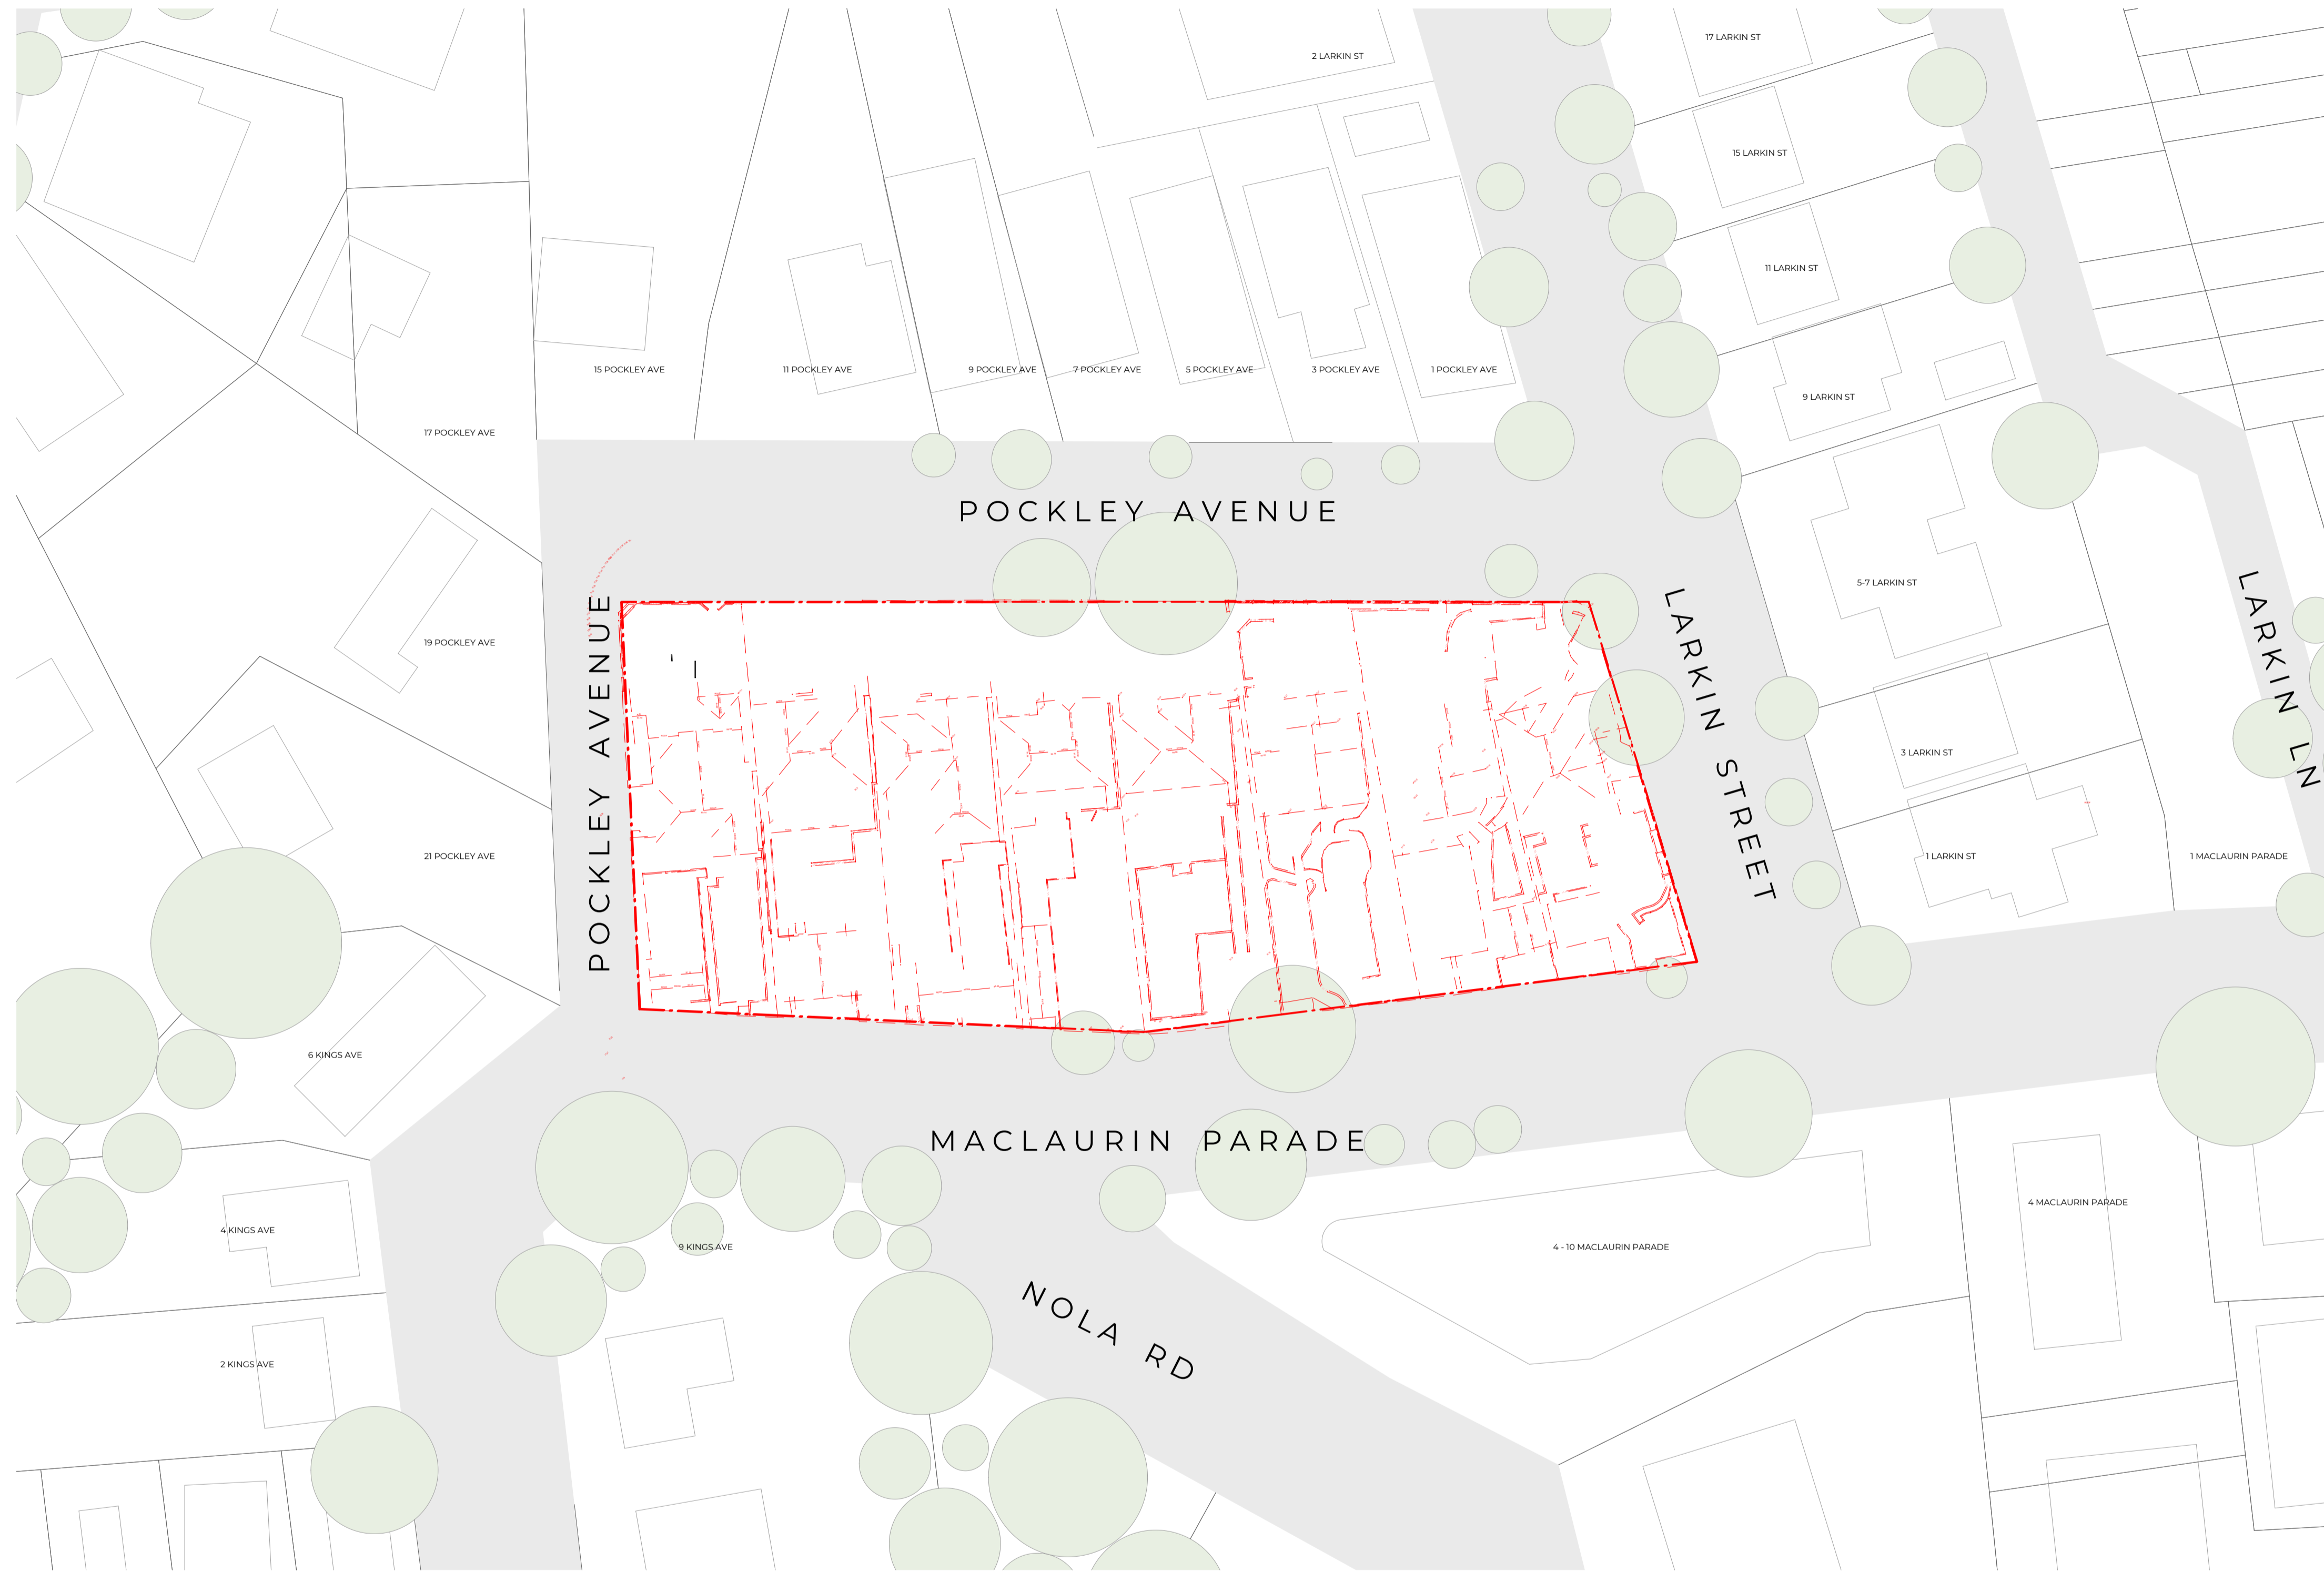 17 LARKIN ST
2 LARKIN ST
15 LARKIN ST
11 LARKIN ST
15 POCKLEY AVE
11 POCKLEY AVE
9 POCKLEY AVE
7 POCKLEY AVE
5 POCKLEY AVE
3 POCKLEY AVE
1 POCKLEY AVE
9 LARKIN ST
17 POCKLEY AVE
POCKLEY AVENUE
5-7 LARKIN ST
19 POCKLEY AVE
POCKLEY AVENUE
LARKIN STREET
LARKIN LN
3 LARKIN ST
21 POCKLEY AVE
1 LARKIN ST
1 MACLAURIN PARADE
6 KINGS AVE
MACLAURIN PARADE
4 MACLAURIN PARADE
4 KINGS AVE
9 KINGS AVE
4 - 10 MACLAURIN PARADE
NOLA RD
2 KINGS AVE